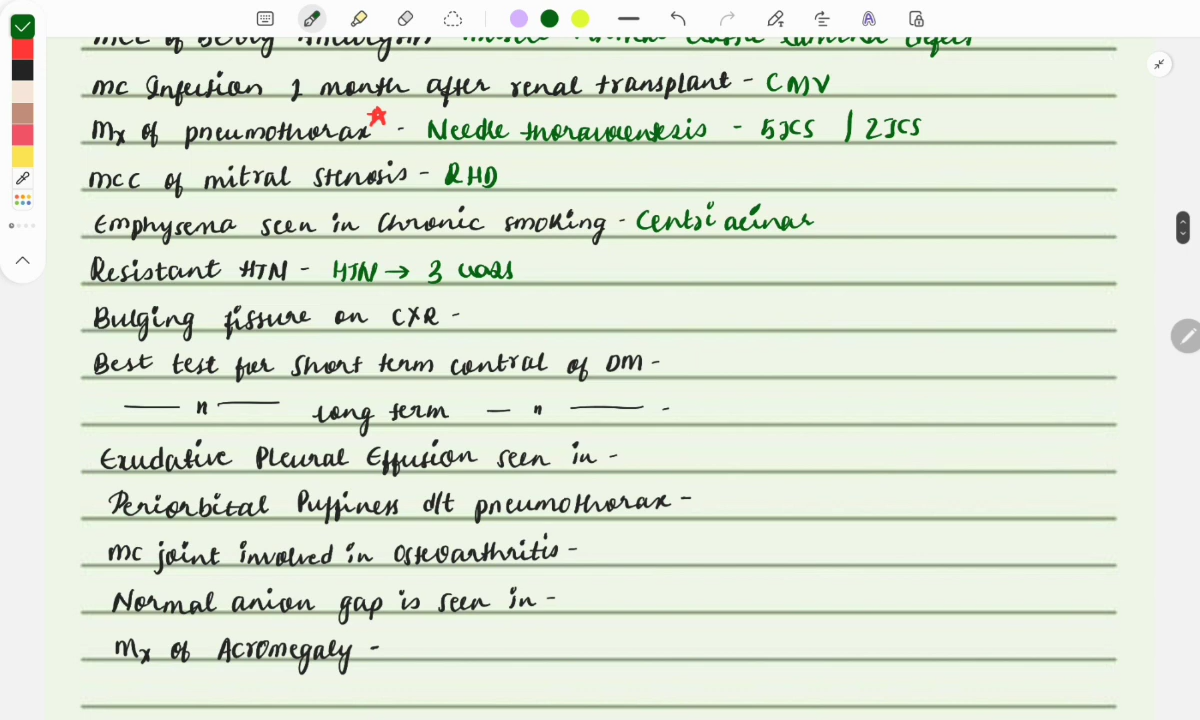 mc Infection 1 month after renal transplant - CMV
Mx of pneumothorax - Needle thoracocentesis - 5ICS / 2ICS
mcc of mitral stenosis - RHD
Emphysema seen in chronic smoking - Centriacinar
Resistant HTN - HTN → 3
Bulging fissure on CXR -
Best test for short term control of DM -
—— " —— long term — " —— -
Exudative Pleural Effusion seen in -
Periorbital Puffiness d/t pneumothorax -
mc joint involved in Osteoarthritis -
Normal anion gap is seen in -
Mx of Acromegaly -